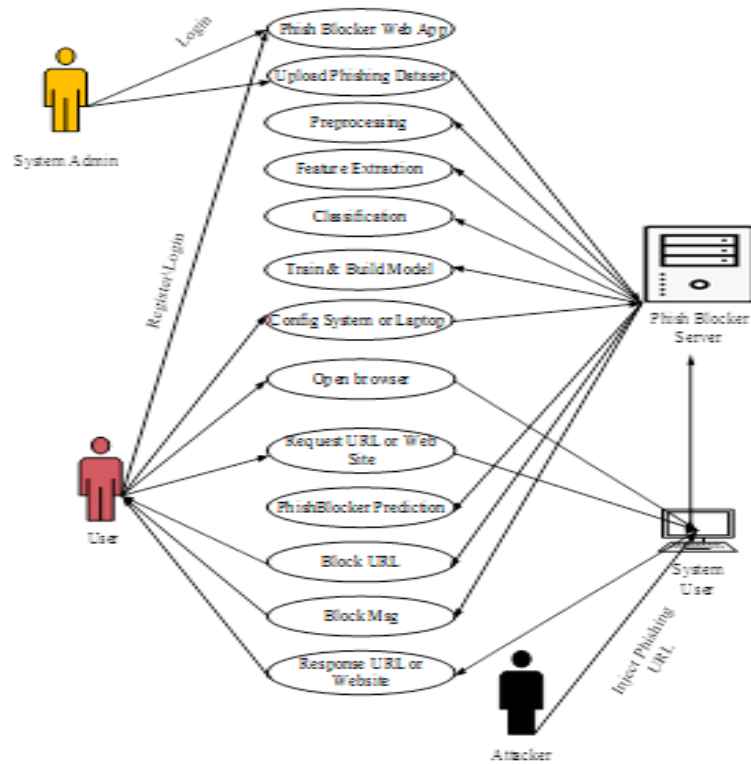 Login
Phish Blocker Web App
Upload Phishing Dataset
System Admin
Preprocessing
Feature Extraction
Classification
Train & Build Model
Register\Login
Config System or Laptop
Phish Blocker
Server
Open browser
Request URL or Web
Site
User
PhishBlocker Prediction
Block URL
System
User
Block Msg
Response URL or
Website
Inject Phishing
URL
Attacker